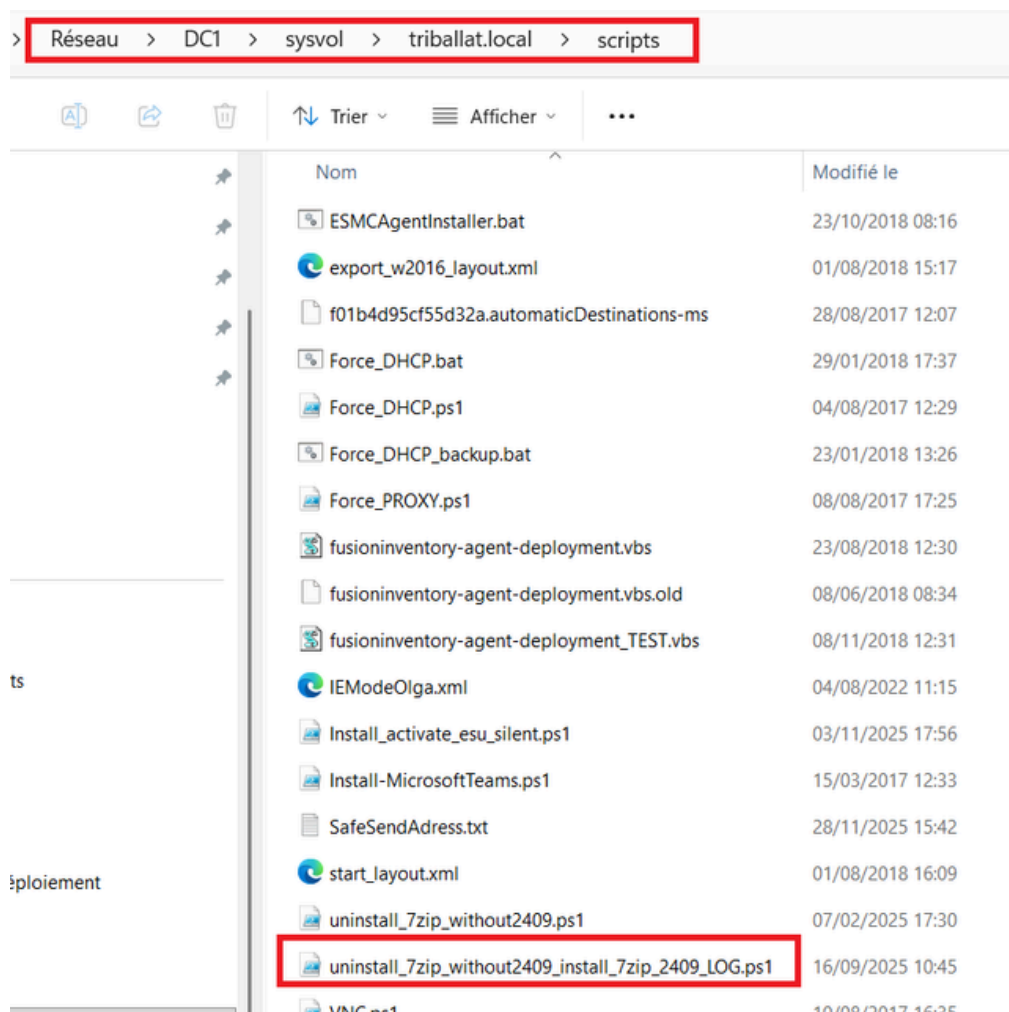 > Réseau > DC1 > sysvol > triballat.local > scripts
Trier Afficher ...
Nom Modifié le
ESMCAgentInstaller.bat 23/10/2018 08:16
export_w2016_layout.xml 01/08/2018 15:17
f01b4d95cf55d32a.automaticDestinations-ms 28/08/2017 12:07
Force_DHCP.bat 29/01/2018 17:37
Force_DHCP.ps1 04/08/2017 12:29
Force_DHCP_backup.bat 23/01/2018 13:26
Force_PROXY.ps1 08/08/2017 17:25
fusioninventory-agent-deployment.vbs 23/08/2018 12:30
fusioninventory-agent-deployment.vbs.old 08/06/2018 08:34
fusioninventory-agent-deployment_TEST.vbs 08/11/2018 12:31
ts IEModeOlga.xml 04/08/2022 11:15
Install_activate_esu_silent.ps1 03/11/2025 17:56
Install-MicrosoftTeams.ps1 15/03/2017 12:33
SafeSendAdress.txt 28/11/2025 15:42
éploiement start_layout.xml 01/08/2018 16:09
uninstall_7zip_without2409.ps1 07/02/2025 17:30
uninstall_7zip_without2409_install_7zip_2409_LOG.ps1 16/09/2025 10:45
VNC.ps1 10/08/2017 16:35